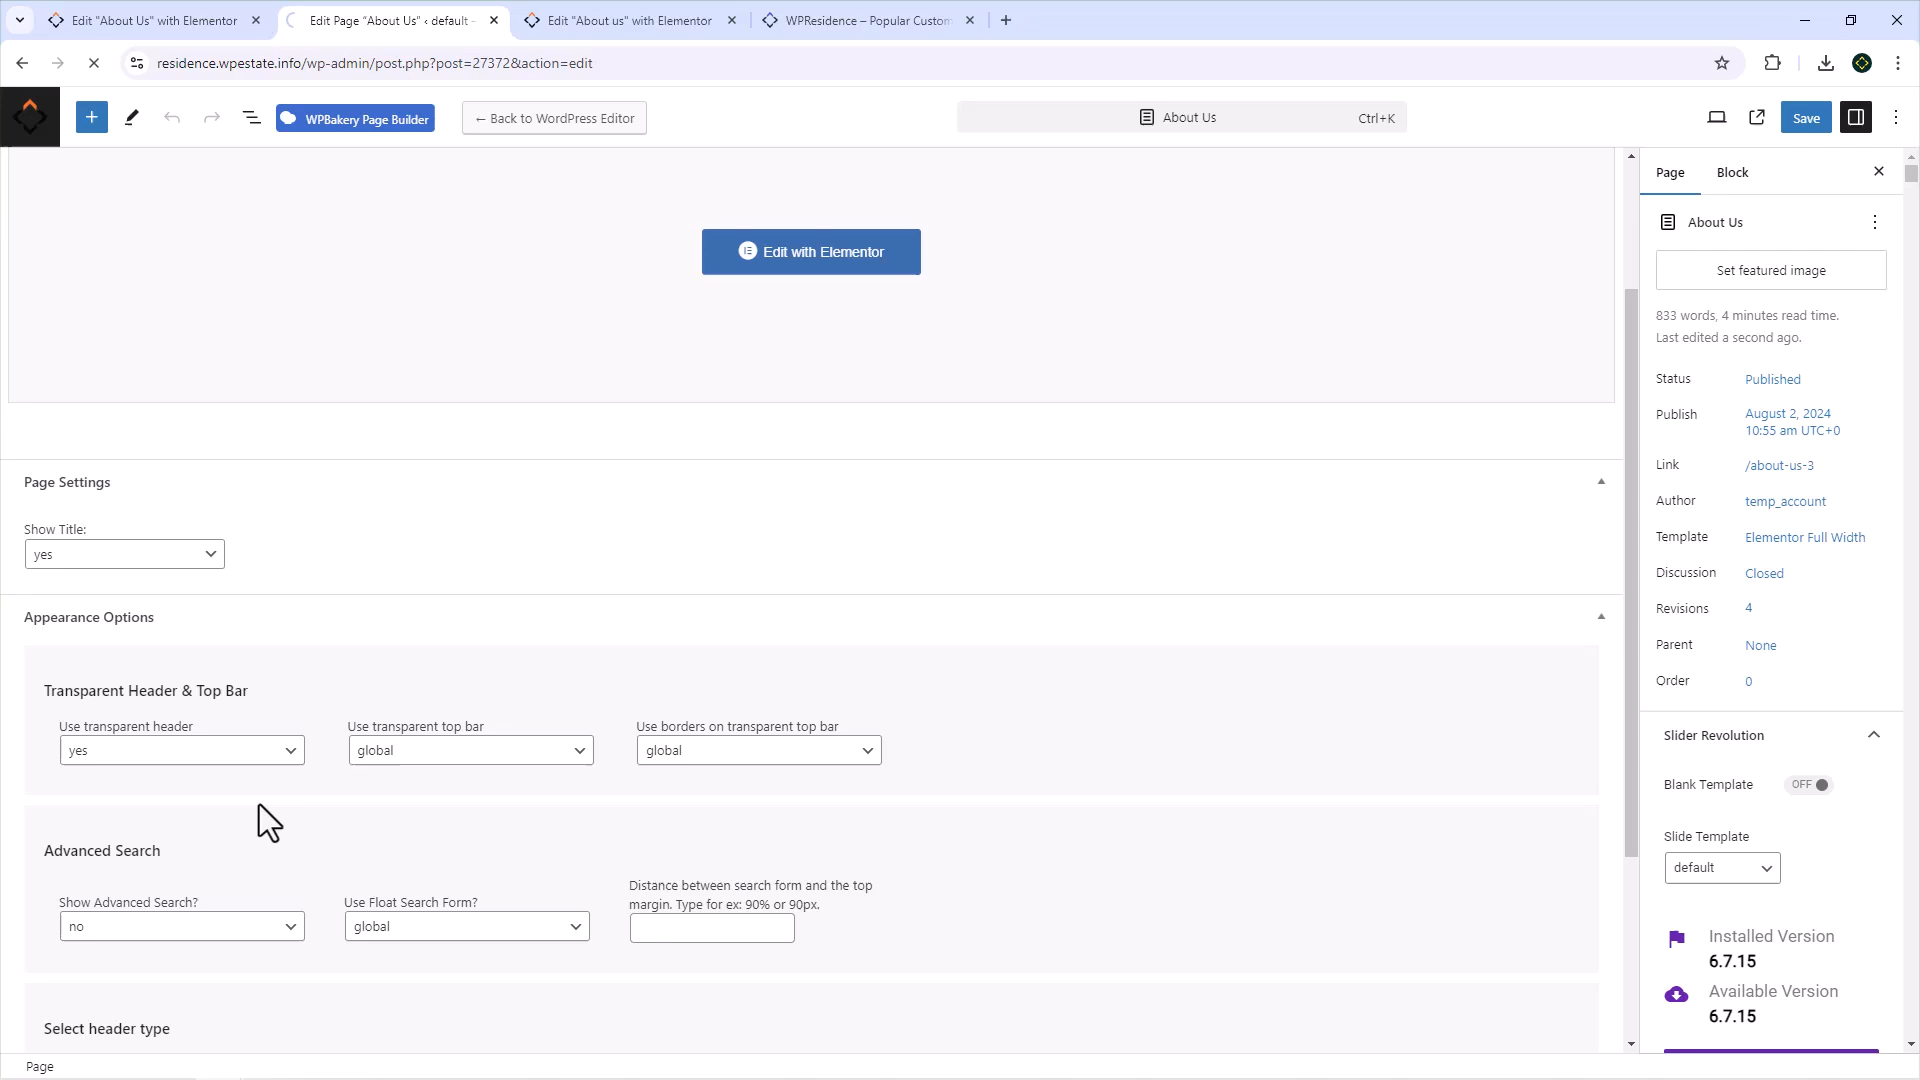 Edit "About Us" with Elementor
Edit Page “About Us” ‹ default –
Edit "About us" with Elementor
WPResidence – Popular Custom
residence.wpestate.info/wp-admin/post.php?post=27372&action=edit
WPBakery Page Builder
← Back to WordPress Editor
About Us
Ctrl+K
Save
Page
Block
About Us
Edit with Elementor
Set featured image
833 words, 4 minutes read time.
Last edited a second ago.
Status
Published
Publish
August 2, 2024
10:55 am UTC+0
Link
/about-us-3
Author
temp_account
Template
Elementor Full Width
Discussion
Closed
Revisions
4
Parent
None
Order
0
Page Settings
Show Title:
yes
Appearance Options
Transparent Header & Top Bar
Use transparent header
Use transparent top bar
Use borders on transparent top bar
yes
global
global
Advanced Search
Show Advanced Search?
Use Float Search Form?
Distance between search form and the top
margin. Type for ex: 90% or 90px.
no
global
Select header type
Slider Revolution
Blank Template
OFF
Slide Template
default
Installed Version
6.7.15
Available Version
6.7.15
Page